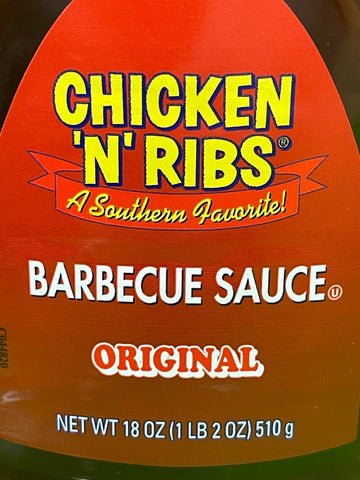 CHICKEN
'N' RIBS®
A Southern Favorite!
BARBECUE SAUCE Ⓤ
ORIGINAL
NET WT 18 OZ (1 LB 2 OZ) 510 g